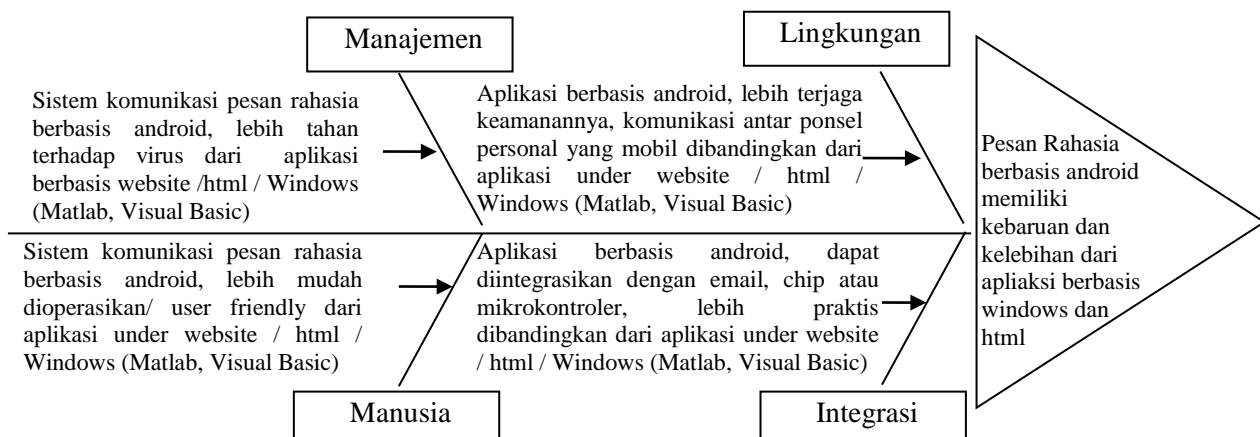 Manajemen
Lingkungan
Sistem komunikasi pesan rahasia
berbasis android, lebih tahan
terhadap virus dari aplikasi
berbasis website /html / Windows
(Matlab, Visual Basic)
Aplikasi berbasis android, lebih terjaga
keamanannya, komunikasi antar ponsel
personal yang mobil dibandingkan dari
aplikasi under website / html /
Windows (Matlab, Visual Basic)
Sistem komunikasi pesan rahasia
berbasis android, lebih mudah
dioperasikan/ user friendly dari
aplikasi under website / html /
Windows (Matlab, Visual Basic)
Aplikasi berbasis android, dapat
diintegrasikan dengan email, chip atau
mikrokontroler, lebih praktis
dibandingkan dari aplikasi under website
/ html / Windows (Matlab, Visual Basic)
Manusia
Integrasi
Pesan Rahasia
berbasis android
memiliki
kebaruan dan
kelebihan dari
apliaksi berbasis
windows dan
html